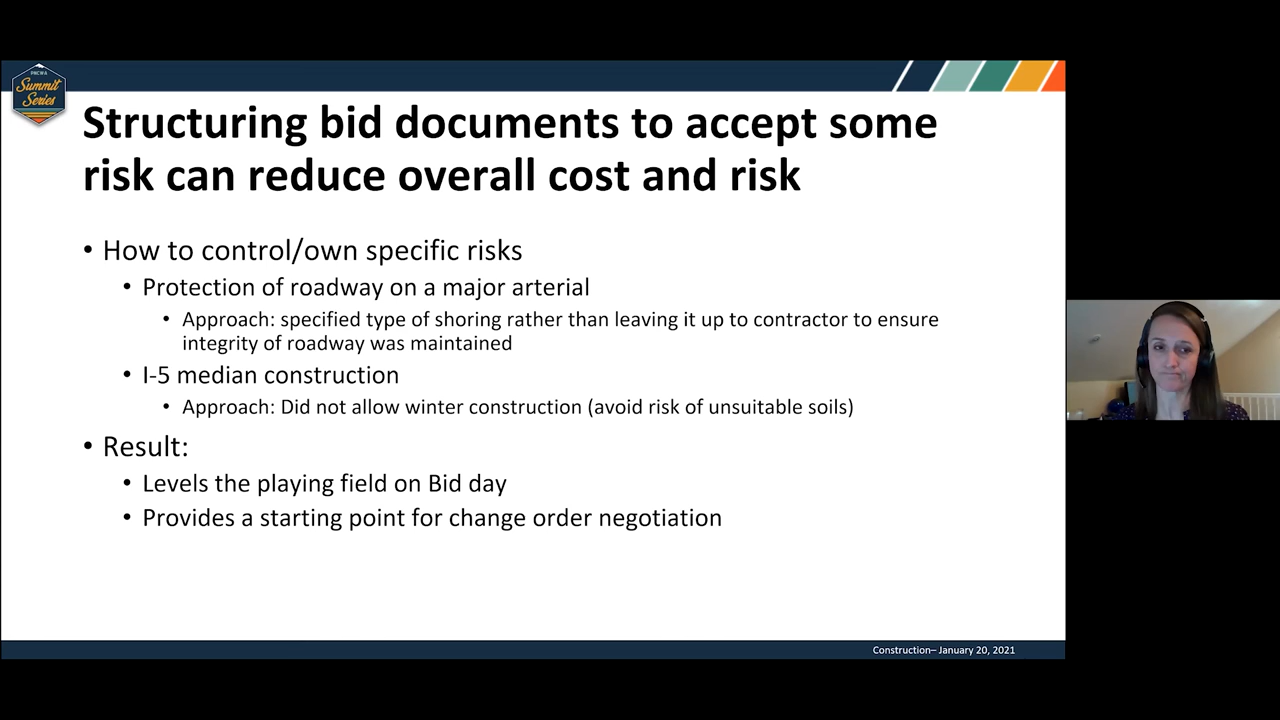 PNCWA
Summit
Series
Structuring bid documents to accept some
risk can reduce overall cost and risk
• How to control/own specific risks
• Protection of roadway on a major arterial
• Approach: specified type of shoring rather than leaving it up to contractor to ensure
integrity of roadway was maintained
• I-5 median construction
• Approach: Did not allow winter construction (avoid risk of unsuitable soils)
• Result:
• Levels the playing field on Bid day
• Provides a starting point for change order negotiation
Construction– January 20, 2021